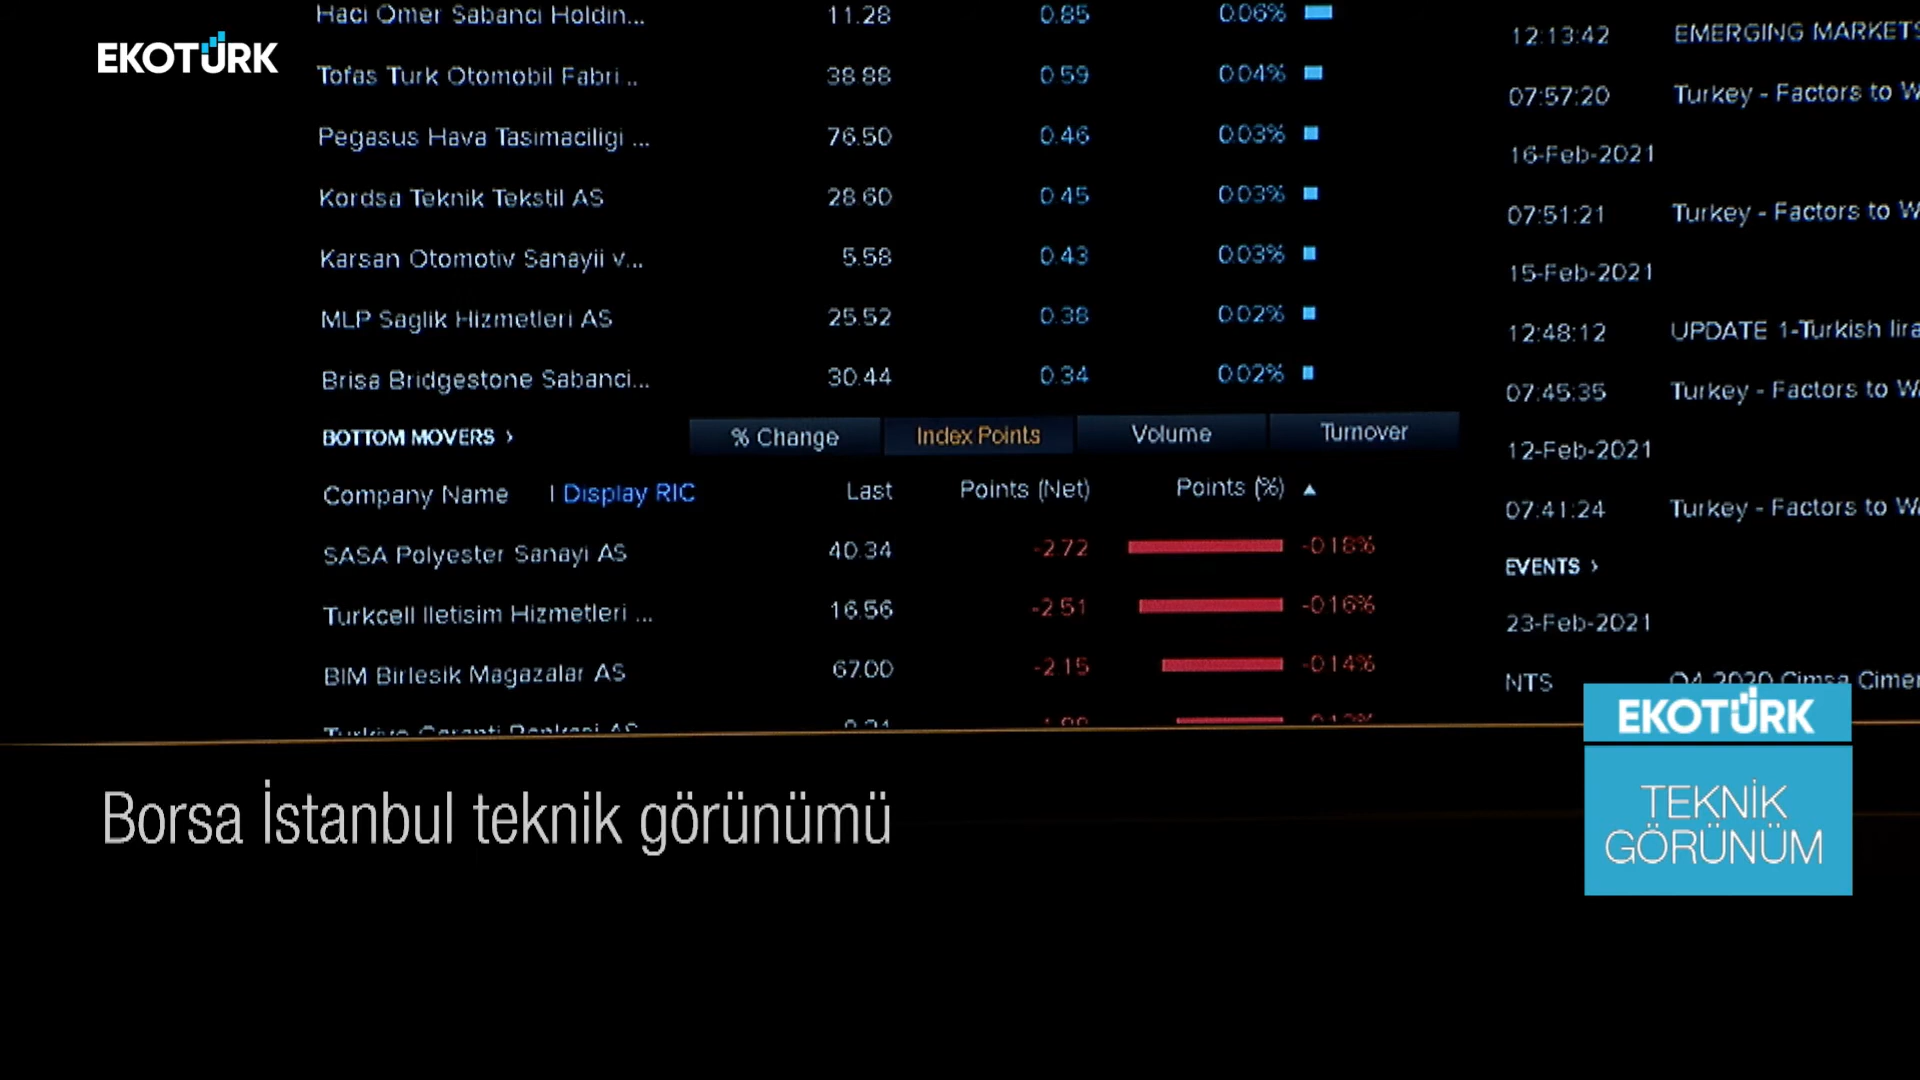 EKOTÜRK
Haci Omer Sabanci Holdin... 11.28 0.85 0.06%
Tofas Turk Otomobil Fabri... 38.88 0.59 0.04%
Pegasus Hava Tasimaciligi ... 76.50 0.46 0.03%
Kordsa Teknik Tekstil AS 28.60 0.45 0.03%
Karsan Otomotiv Sanayii v... 5.58 0.43 0.03%
MLP Saglik Hizmetleri AS 25.52 0.38 0.02%
Brisa Bridgestone Sabanci... 30.44 0.34 0.02%
BOTTOM MOVERS › % Change Index Points Volume Turnover
Company Name | Display RIC Last Points (Net) Points (%) ▲
SASA Polyester Sanayi AS 40.34 -2.72 -0.18%
Turkcell Iletisim Hizmetleri ... 16.56 -2.51 -0.16%
BIM Birlesik Magazalar AS 67.00 -2.15 -0.14%
12:13:42 EMERGING MARKETS
07:57:20 Turkey - Factors to
16-Feb-2021
07:51:21 Turkey - Factors to
15-Feb-2021
12:48:12 UPDATE 1-Turkish lira
07:45:35 Turkey - Factors to
12-Feb-2021
07:41:24 Turkey - Factors to
EVENTS ›
23-Feb-2021
NTS Q4 2020 Cimsa
EKOTÜRK
TEKNİK
GÖRÜNÜM
Borsa İstanbul teknik görünümü